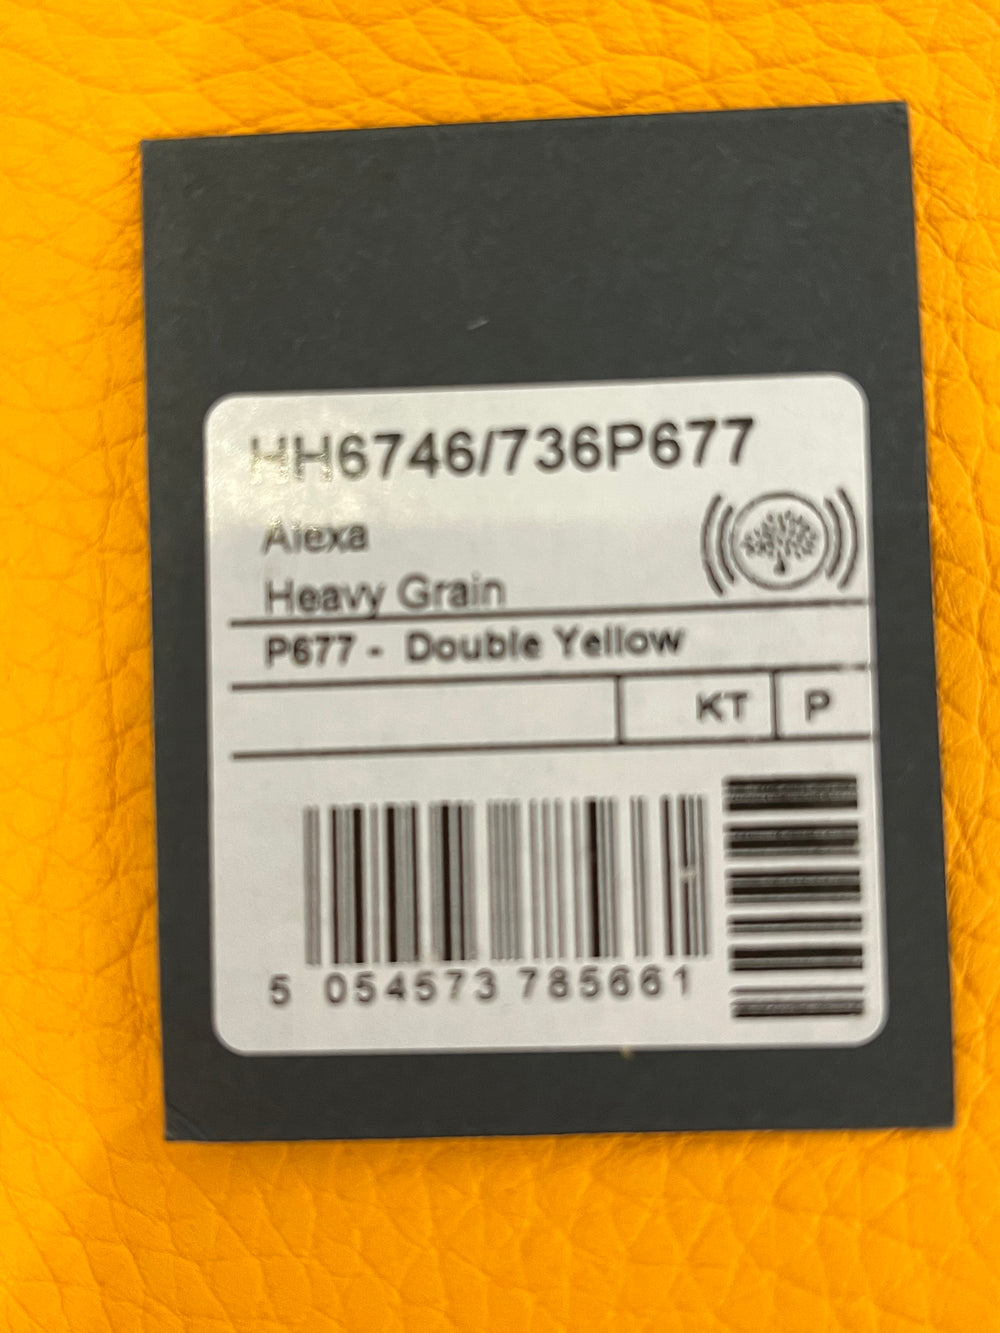 HH6746/736P677
Alexa
Heavy Grain
P677 - Double Yellow
KT P
5 054573 785661